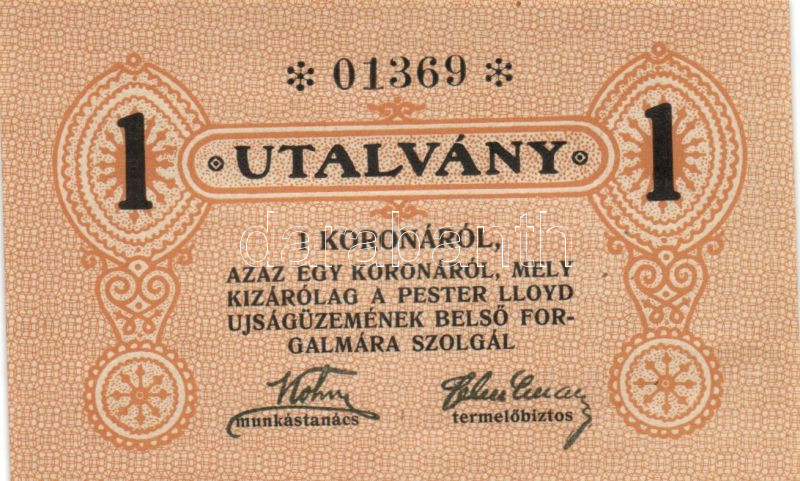 * 01369 *
1 UTALVÁNY 1
1 KORONÁRÓL,
darabanth
AZAZ EGY KORONÁRÓL, MELY
KIZÁRÓLAG A PESTER LLOYD
UJSÁGÜZEMÉNEK BELSŐ FOR-
GALMÁRA SZOLGÁL
munkástanács termelőbiztos